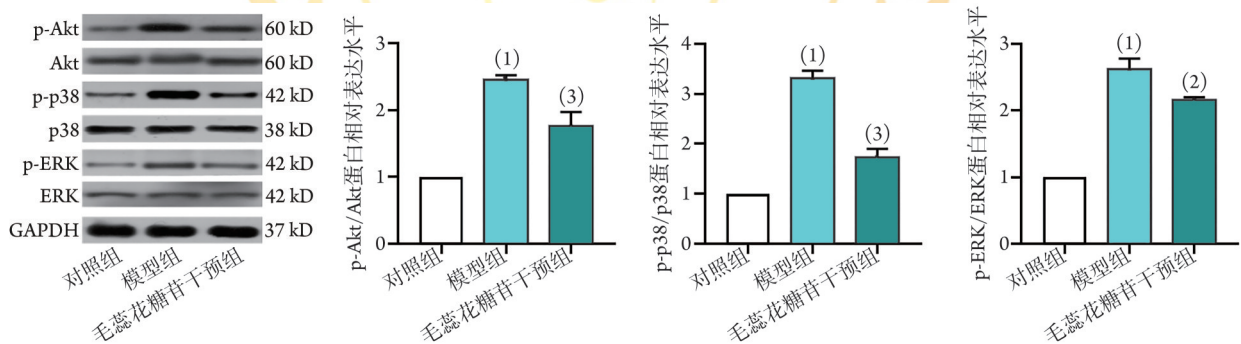 p-Akt 60 kD
Akt 60 kD
p-p38 42 kD
p38 38 kD
p-ERK 42 kD
ERK 42 kD
GAPDH 37 kD
对照组
模型组
毛蕊花糖苷干预组
p-Akt/Akt蛋白相对表达水平
3
2
1
0
(1)
(3)
对照组
模型组
毛蕊花糖苷干预组
p-p38/p38蛋白相对表达水平
4
3
2
1
0
(1)
(3)
对照组
模型组
毛蕊花糖苷干预组
p-ERK/ERK蛋白相对表达水平
3
2
1
0
(1)
(2)
对照组
模型组
毛蕊花糖苷干预组